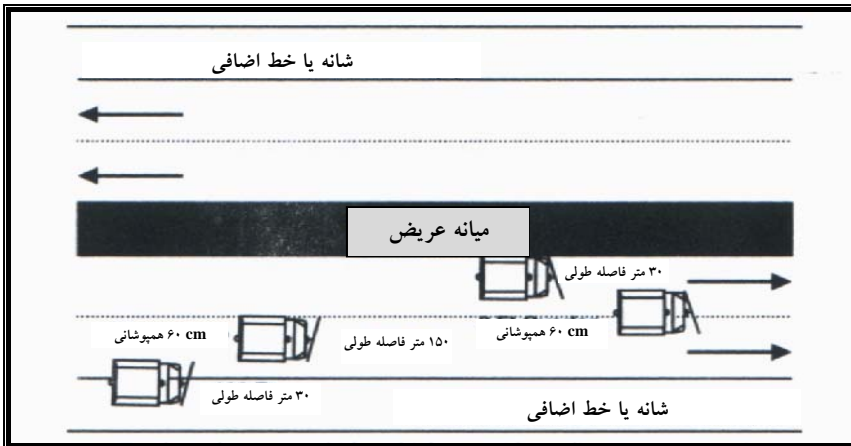 شانه یا خط اضافی
میانه عریض
۳۰ متر فاصله طولی
۶۰ cm همپوشانی
۱۵۰ متر فاصله طولی
۶۰ cm همپوشانی
۳۰ متر فاصله طولی
شانه یا خط اضافی